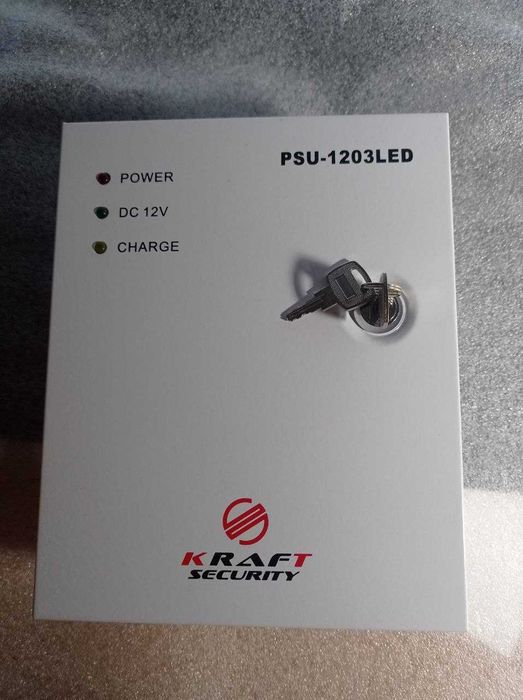 PSU-1203LED
POWER
DC 12V
CHARGE
KRAFT
SECURITY